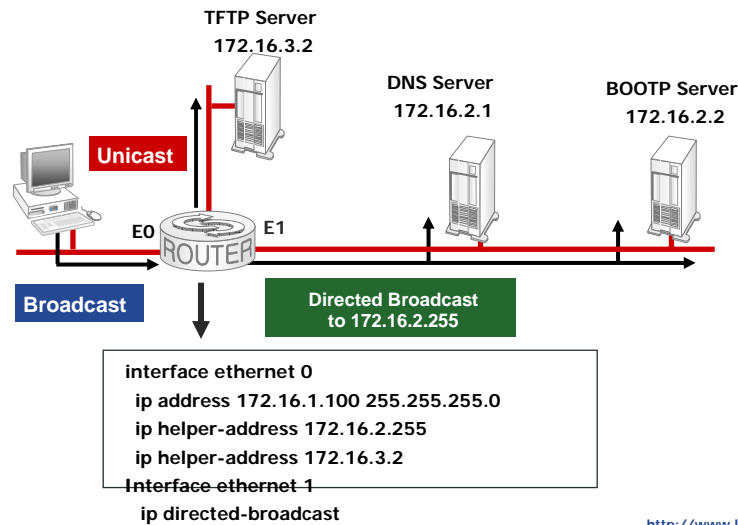 TFTP Server
172.16.3.2
DNS Server
172.16.2.1
BOOTP Server
172.16.2.2
Unicast
E0
E1
ROUTER
Broadcast
Directed Broadcast
to 172.16.2.255
interface ethernet 0
ip address 172.16.1.100 255.255.255.0
ip helper-address 172.16.2.255
ip helper-address 172.16.3.2
Interface ethernet 1
ip directed-broadcast